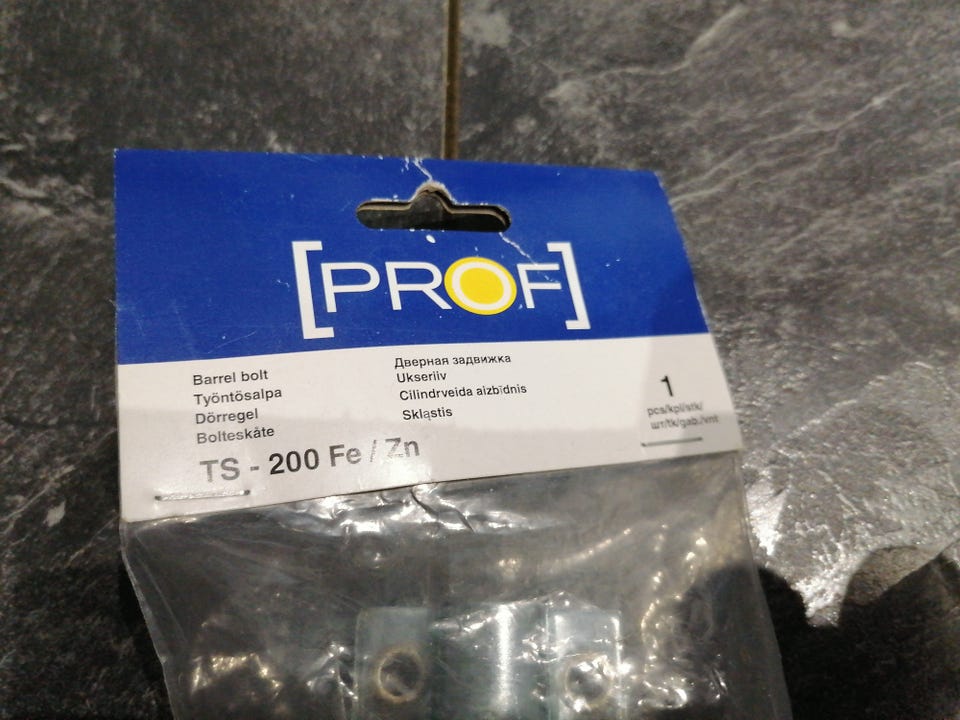 [PROF]
Barrel bolt
Työntösalpa
Dörregel
Bolteskåte
Дверная задвижка
Ukseriiv
Cilindrveida aizbīdnis
Skląstis
TS - 200 Fe / Zn
1
pcs/kpl/stk/
шт/tk/gab./vnt